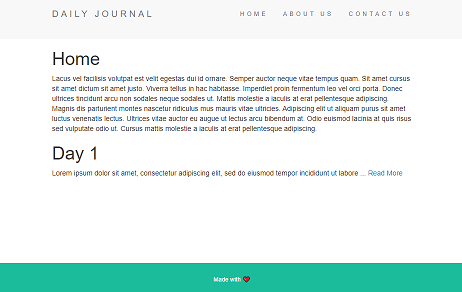 DAILY JOURNAL
HOME ABOUT US CONTACT US
Home
Lacus vel facilisis volutpat est velit egestas dui id ornare. Semper auctor neque vitae tempus quam. Sit amet cursus
sit amet dictum sit amet justo. Viverra tellus in hac habitasse. Imperdiet proin fermentum leo vel orci porta. Donec
ultrices tincidunt arcu non sodales neque sodales ut. Mattis molestie a iaculis at erat pellentesque adipiscing.
Magnis dis parturient montes nascetur ridiculus mus mauris vitae ultricies. Adipiscing elit ut aliquam purus sit amet
luctus venenatis lectus. Ultrices vitae auctor eu augue ut lectus arcu bibendum at. Odio euismod lacinia at quis risus
sed vulputate odio ut. Cursus mattis molestie a iaculis at erat pellentesque adipiscing.
Day 1
Lorem ipsum dolor sit amet, consectetur adipiscing elit, sed do eiusmod tempor incididunt ut labore ... Read More
Made with ❤️